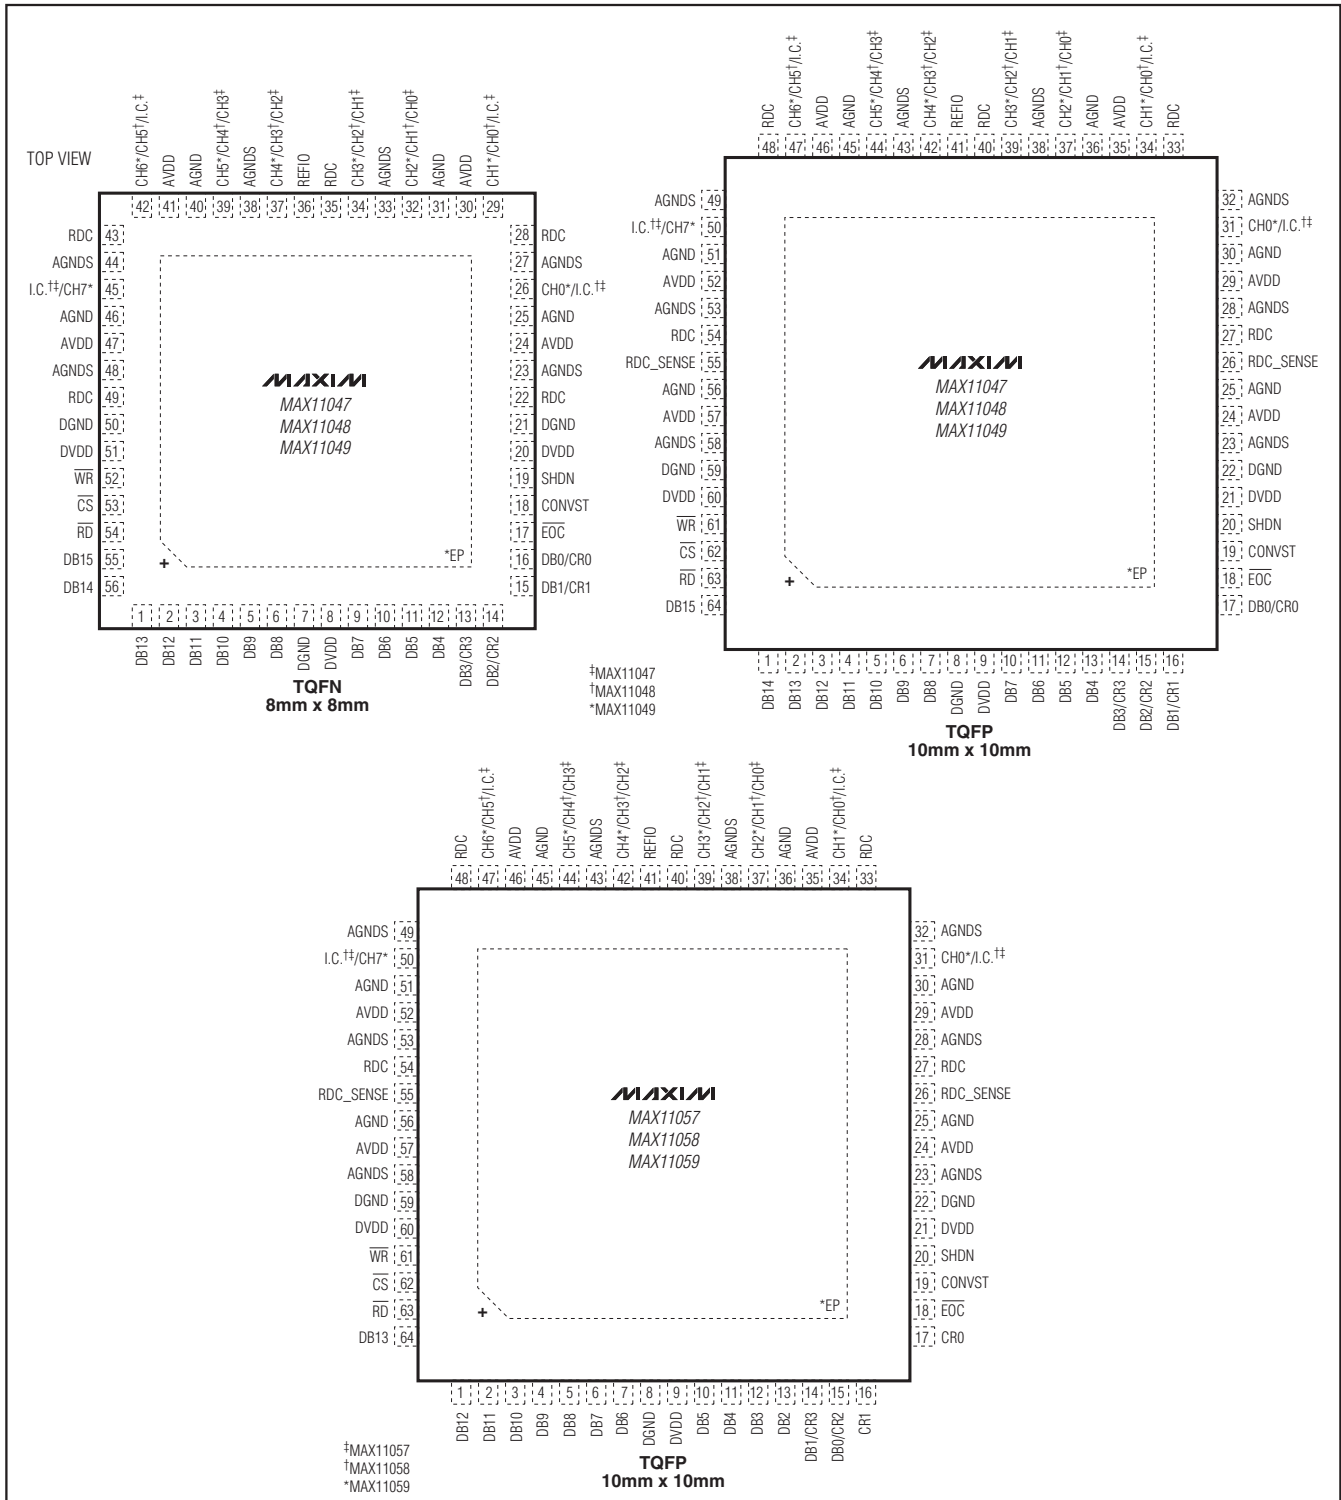 TOP VIEW
CH6*/CH5†/I.C.‡
AVDD
AGND
CH5*/CH4†/CH3‡
AGNDS
CH4*/CH3†/CH2‡
REFIO
RDC
CH3*/CH2†/CH1‡
AGNDS
CH2*/CH1†/CH0‡
AGND
AVDD
CH1*/CH0†/I.C.‡
42 41 40 39 38 37 36 35 34 33 32 31 30 29
RDC 43
AGNDS 44
I.C.†‡/CH7* 45
AGND 46
AVDD 47
AGNDS 48
RDC 49
DGND 50
DVDD 51
W̅R̅ 52
C̅S̅ 53
R̅D̅ 54
DB15 55
DB14 56
28 RDC
27 AGNDS
26 CH0*/I.C.†‡
25 AGND
24 AVDD
23 AGNDS
22 RDC
21 DGND
20 DVDD
19 SHDN
18 CONVST
17 E̅O̅C̅
16 DB0/CR0
15 DB1/CR1
MAXIM
MAX11047
MAX11048
MAX11049
+
*EP
1 2 3 4 5 6 7 8 9 10 11 12 13 14
DB13
DB12
DB11
DB10
DB9
DB8
DGND
DVDD
DB7
DB6
DB5
DB4
DB3/CR3
DB2/CR2
TQFN
8mm x 8mm
RDC
CH6*/CH5†/I.C.‡
AVDD
AGND
CH5*/CH4†/CH3‡
AGNDS
CH4*/CH3†/CH2‡
REFIO
RDC
CH3*/CH2†/CH1‡
AGNDS
CH2*/CH1†/CH0‡
AGND
AVDD
CH1*/CH0†/I.C.‡
RDC
48 47 46 45 44 43 42 41 40 39 38 37 36 35 34 33
AGNDS 49
I.C.†‡/CH7* 50
AGND 51
AVDD 52
AGNDS 53
RDC 54
RDC_SENSE 55
AGND 56
AVDD 57
AGNDS 58
DGND 59
DVDD 60
W̅R̅ 61
C̅S̅ 62
R̅D̅ 63
DB15 64
32 AGNDS
31 CH0*/I.C.†‡
30 AGND
29 AVDD
28 AGNDS
27 RDC
26 RDC_SENSE
25 AGND
24 AVDD
23 AGNDS
22 DGND
21 DVDD
20 SHDN
19 CONVST
18 E̅O̅C̅
17 DB0/CR0
MAXIM
MAX11047
MAX11048
MAX11049
+
*EP
1 2 3 4 5 6 7 8 9 10 11 12 13 14 15 16
DB14
DB13
DB12
DB11
DB10
DB9
DB8
DGND
DVDD
DB7
DB6
DB5
DB4
DB3/CR3
DB2/CR2
DB1/CR1
‡MAX11047
†MAX11048
*MAX11049
TQFP
10mm x 10mm
RDC
CH6*/CH5†/I.C.‡
AVDD
AGND
CH5*/CH4†/CH3‡
AGNDS
CH4*/CH3†/CH2‡
REFIO
RDC
CH3*/CH2†/CH1‡
AGNDS
CH2*/CH1†/CH0‡
AGND
AVDD
CH1*/CH0†/I.C.‡
RDC
48 47 46 45 44 43 42 41 40 39 38 37 36 35 34 33
AGNDS 49
I.C.†‡/CH7* 50
AGND 51
AVDD 52
AGNDS 53
RDC 54
RDC_SENSE 55
AGND 56
AVDD 57
AGNDS 58
DGND 59
DVDD 60
W̅R̅ 61
C̅S̅ 62
R̅D̅ 63
DB13 64
32 AGNDS
31 CH0*/I.C.†‡
30 AGND
29 AVDD
28 AGNDS
27 RDC
26 RDC_SENSE
25 AGND
24 AVDD
23 AGNDS
22 DGND
21 DVDD
20 SHDN
19 CONVST
18 E̅O̅C̅
17 CR0
MAXIM
MAX11057
MAX11058
MAX11059
+
*EP
1 2 3 4 5 6 7 8 9 10 11 12 13 14 15 16
DB12
DB11
DB10
DB9
DB8
DB7
DB6
DGND
DVDD
DB5
DB4
DB3
DB2
DB1/CR3
DB0/CR2
CR1
‡MAX11057
†MAX11058
*MAX11059
TQFP
10mm x 10mm